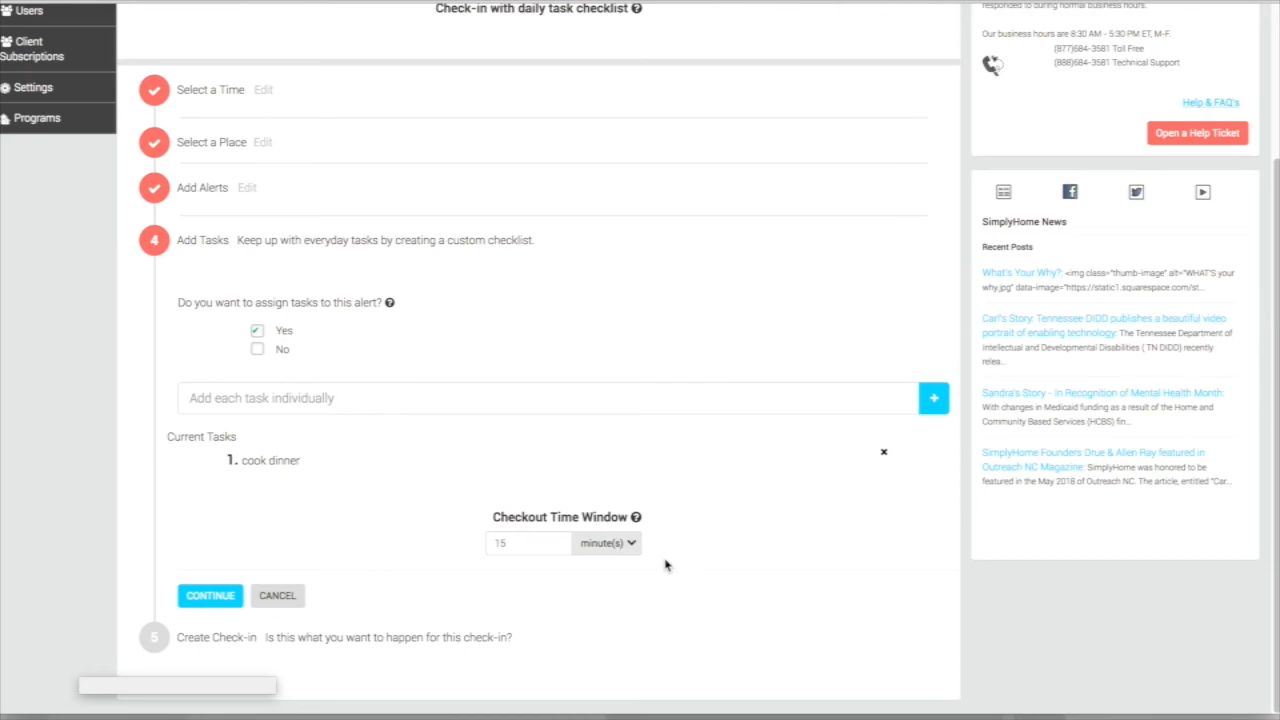 Users
Client
Subscriptions
Settings
Programs
Check-in with daily task checklist
Select a Time Edit
Select a Place Edit
Add Alerts Edit
4 Add Tasks Keep up with everyday tasks by creating a custom checklist.
Do you want to assign tasks to this alert?
Yes
No
Add each task individually +
Current Tasks
1. cook dinner
Checkout Time Window
15 minute(s)
CONTINUE CANCEL
5 Create Check-in Is this what you want to happen for this check-in?
responded to during normal business hours.
Our business hours are 8:30 AM - 5:30 PM ET, M-F.
(877)684-3581 Toll Free
(888)684-3581 Technical Support
Help & FAQ's
Open a Help Ticket
SimplyHome News
Recent Posts
What's Your Why?: <img class="thumb-image" alt="WHAT'S your
why.jpg" data-image="https://static1.squarespace.com/st...
Carl's Story: Tennessee DIDD publishes a beautiful video
portrait of enabling technology: The Tennessee Department of
Intellectual and Developmental Disabilities ( TN DIDD) recently
relea...
Sandra's Story - In Recognition of Mental Health Month:
With changes in Medicaid funding as a result of the Home and
Community Based Services (HCBS) fin...
SimplyHome Founders Drue & Allen Ray featured in
Outreach NC Magazine: SimplyHome was honored to be
featured in the May 2018 of Outreach NC. The article, entitled "Car...